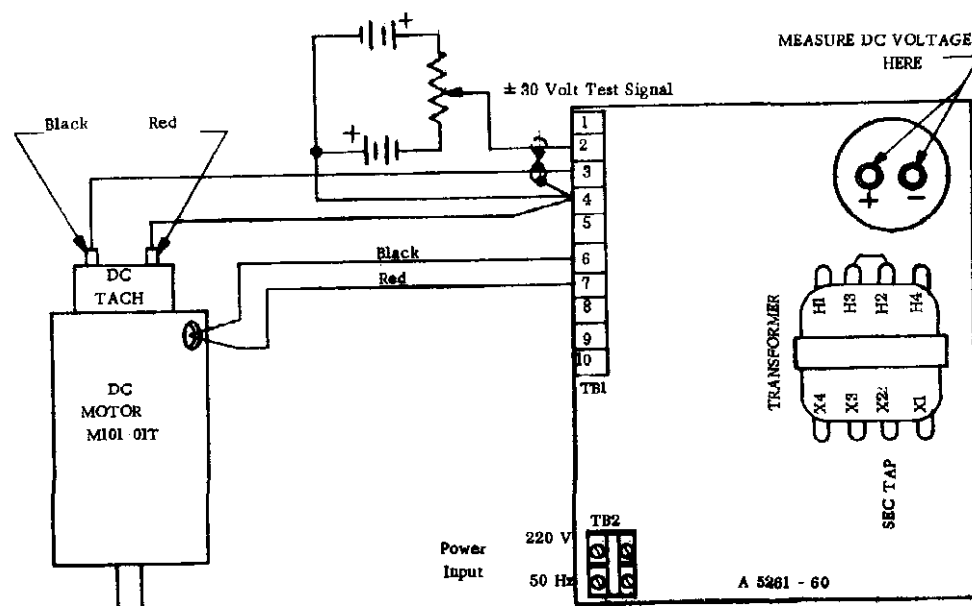 MEASURE DC VOLTAGE
HERE
+
± 30 Volt Test Signal
Black
Red
+
1
2
3
4
5
6
7
8
9
10
TB1
+
−
Black
Red
DC
TACH
DC
MOTOR
M101 01T
TRANSFORMER
H1
H3
H2
H4
X4
X3
X2
X1
SEC TAP
TB2
220 V
50 Hz
Power
Input
A 5261 - 60